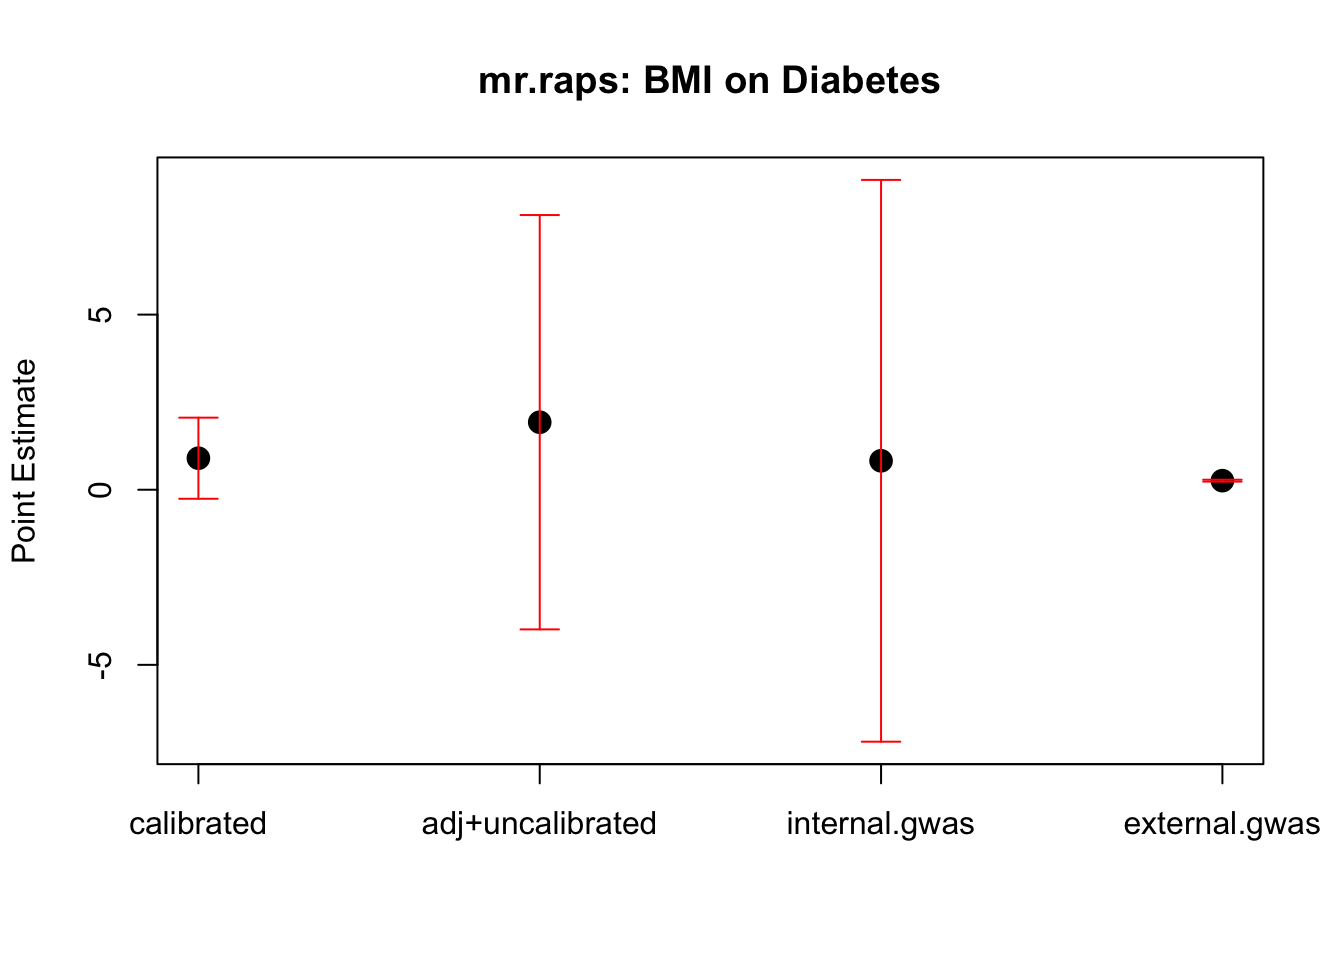 mr.raps: BMI on Diabetes
Point Estimate
5
0
-5
calibrated
adj+uncalibrated
internal.gwas
external.gwas